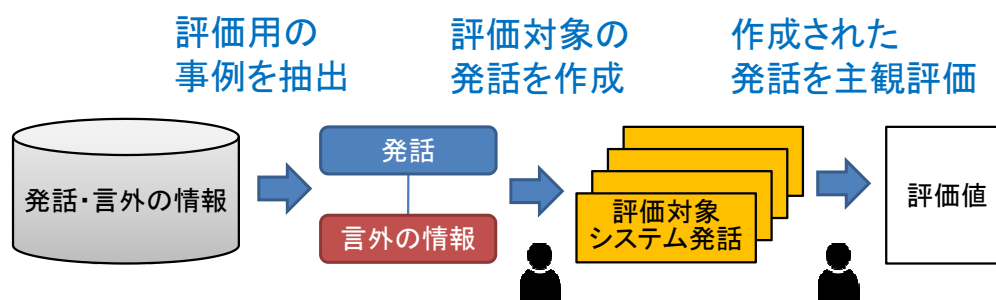 評価用の
事例を抽出
評価対象の
発話を作成
作成された
発話を主観評価
発話・言外の情報
発話
言外の情報
評価対象
システム発話
評価値